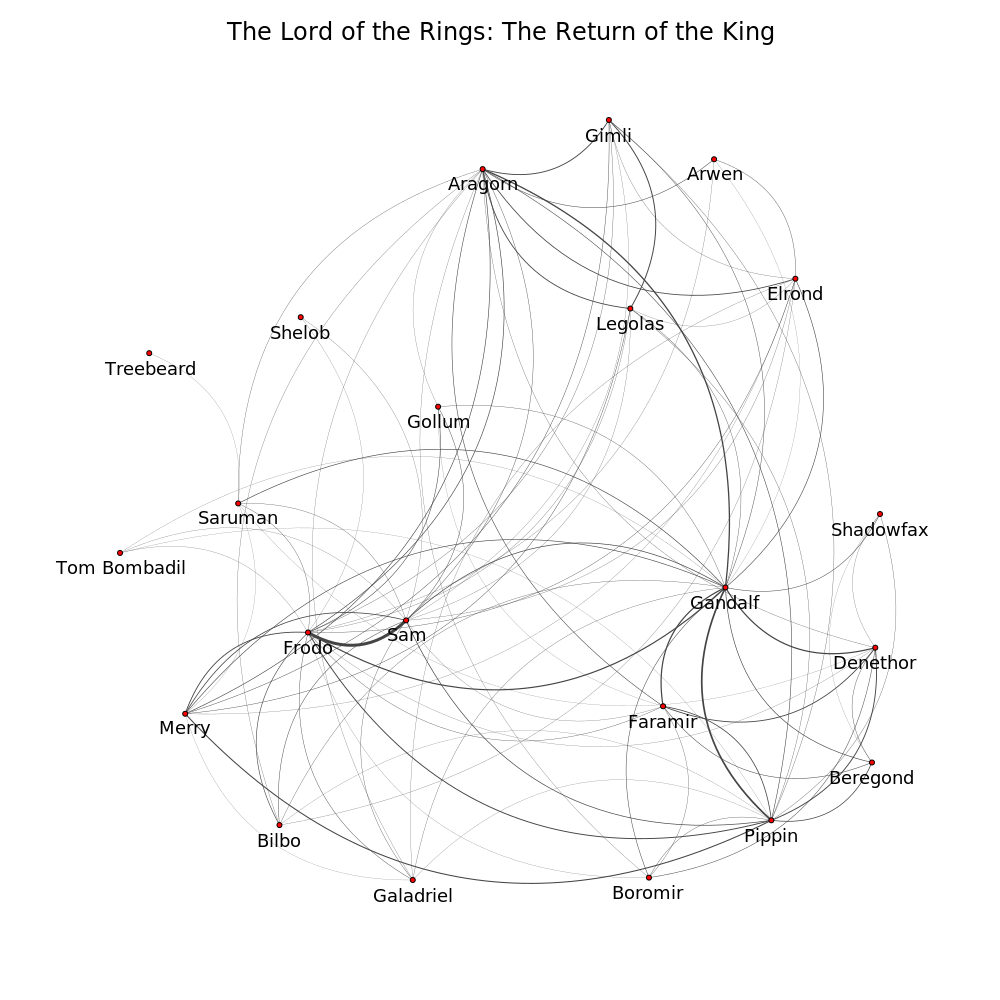 The Lord of the Rings: The Return of the King
Gimli
Arwen
Aragorn
Elrond
Legolas
Shelob
Treebeard
Gollum
Saruman
Shadowfax
Tom Bombadil
Gandalf
Sam
Frodo
Denethor
Faramir
Merry
Beregond
Pippin
Bilbo
Boromir
Galadriel